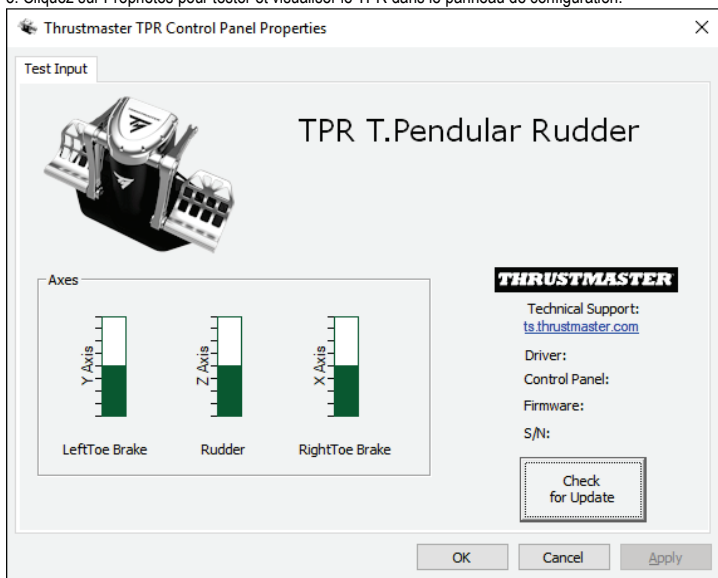 Thrustmaster TPR Control Panel Properties
Test Input
TPR T.Pendular Rudder
Axes
Y Axis
Z Axis
X Axis
LeftToe Brake
Rudder
RightToe Brake
THRUSTMASTER
Technical Support:
ts.thrustmaster.com
Driver:
Control Panel:
Firmware:
S/N:
Check
for Update
OK
Cancel
Apply